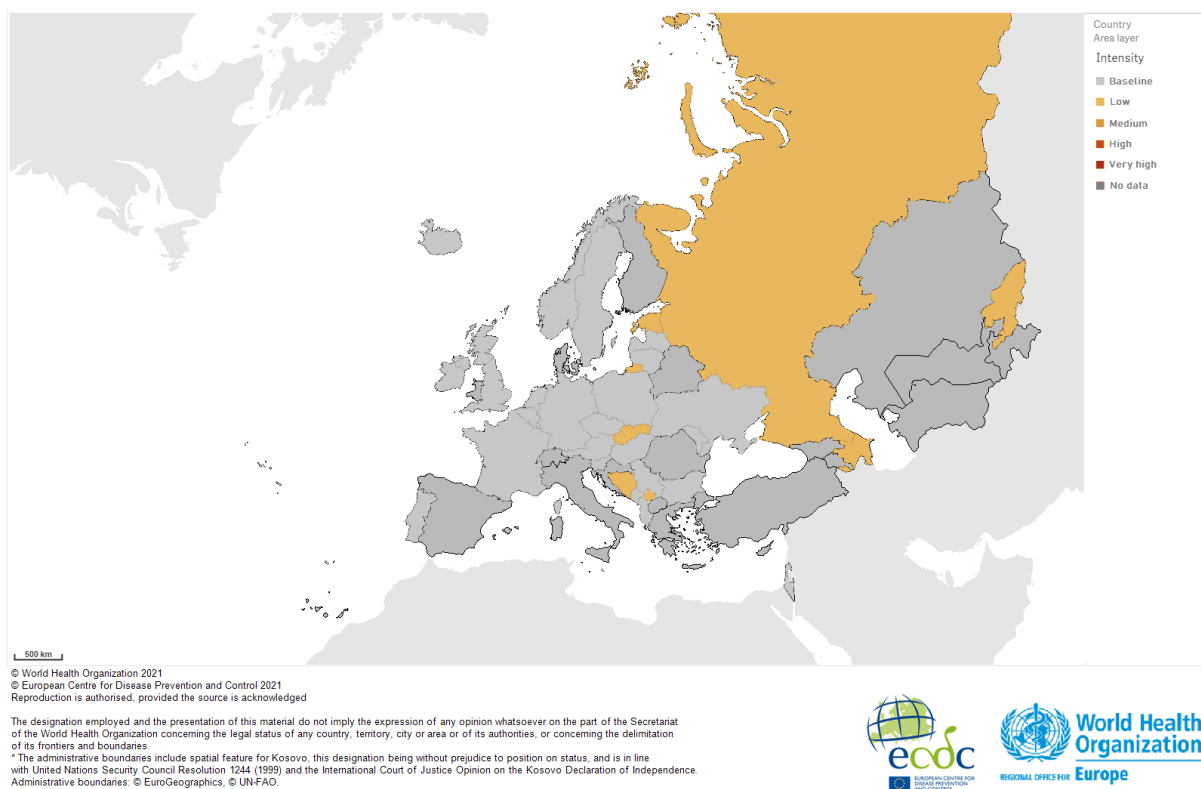 Country
Area layer
Intensity
Baseline
Low
Medium
High
Very high
No data
500 km
© World Health Organization 2021
© European Centre for Disease Prevention and Control 2021
Reproduction is authorised, provided the source is acknowledged
The designation employed and the presentation of this material do not imply the expression of any opinion whatsoever on the part of the Secretariat
of the World Health Organization concerning the legal status of any country, territory, city or area or of its authorities, or concerning the delimitation
of its frontiers and boundaries.
* The administrative boundaries include spatial feature for Kosovo, this designation being without prejudice to position on status, and is in line
with United Nations Security Council Resolution 1244 (1999) and the International Court of Justice Opinion on the Kosovo Declaration of Independence.
Administrative boundaries: © EuroGeographics, © UN-FAO.
ecdc
EUROPEAN CENTRE FOR
DISEASE PREVENTION
AND CONTROL
World Health
Organization
REGIONAL OFFICE FOR Europe